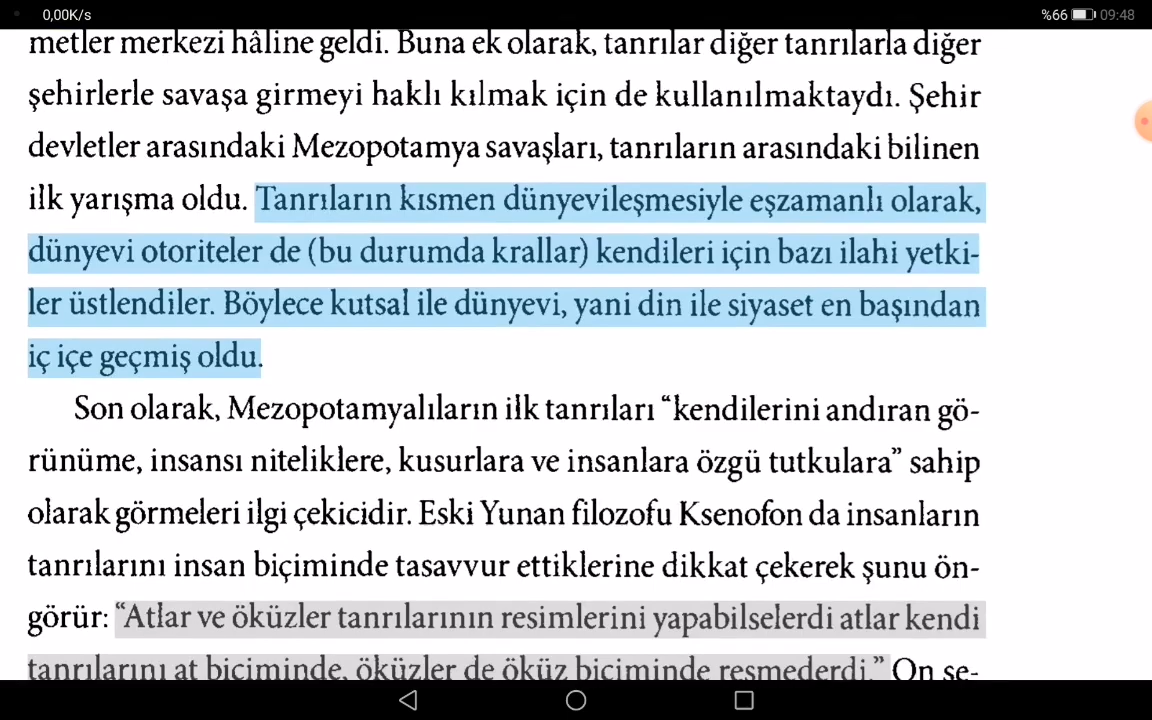 0,00K/s
%66 09:48
metler merkezi hâline geldi. Buna ek olarak, tanrılar diğer tanrılarla diğer
şehirlerle savaşa girmeyi haklı kılmak için de kullanılmaktaydı. Şehir
devletler arasındaki Mezopotamya savaşları, tanrıların arasındaki bilinen
ilk yarışma oldu. Tanrıların kısmen dünyevileşmesiyle eşzamanlı olarak,
dünyevi otoriteler de (bu durumda krallar) kendileri için bazı ilahi yetki-
ler üstlendiler. Böylece kutsal ile dünyevi, yani din ile siyaset en başından
iç içe geçmiş oldu.
Son olarak, Mezopotamyalıların ilk tanrıları “kendilerini andıran gö-
rünüme, insansı niteliklere, kusurlara ve insanlara özgü tutkulara” sahip
olarak görmeleri ilgi çekicidir. Eski Yunan filozofu Ksenofon da insanların
tanrılarını insan biçiminde tasavvur ettiklerine dikkat çekerek şunu ön-
görür: “Atlar ve öküzler tanrılarının resimlerini yapabilselerdi atlar kendi
tanrılarını at biçiminde, öküzler de öküz biçiminde resmederdi.” On se-